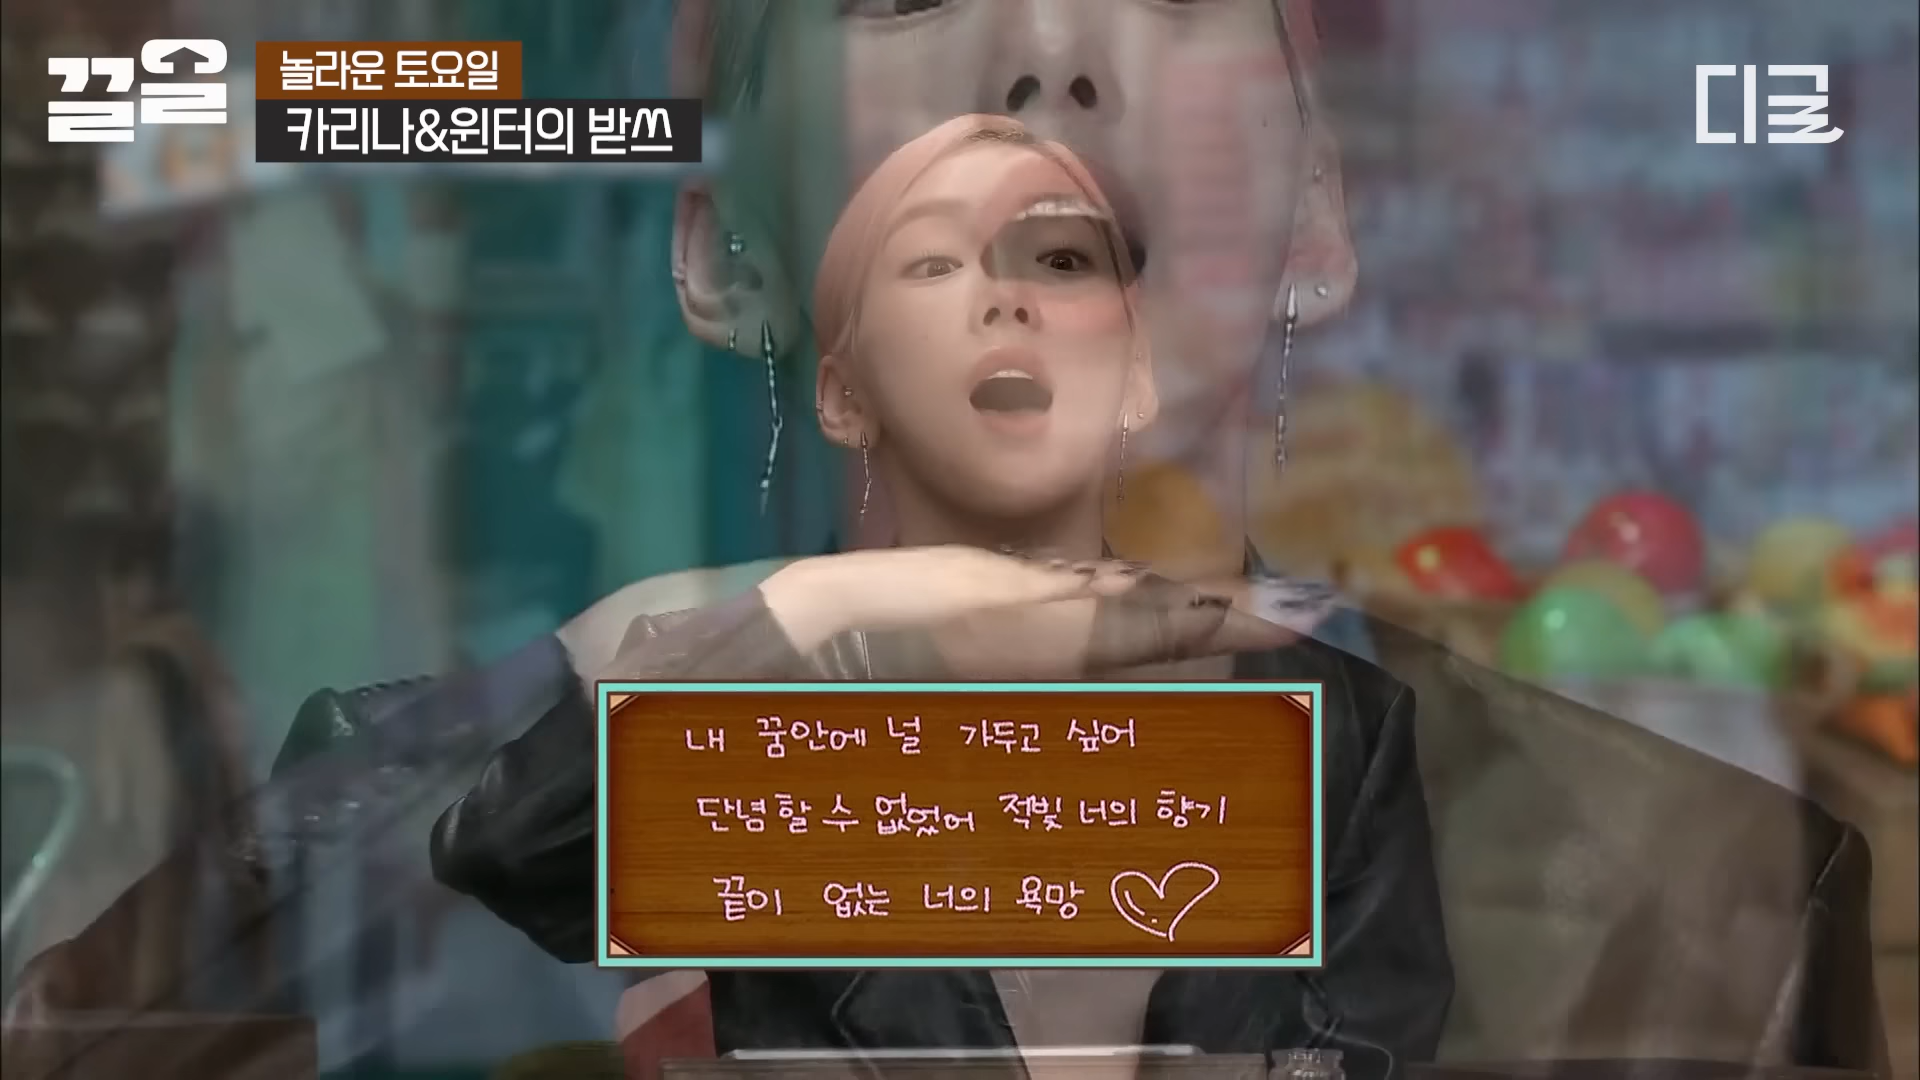 끌올
놀라운 토요일
카리나&윈터의 받쓰
디글
내 꿈안에 널 가두고 싶어
단념할 수 없었어 적빛 너의 향기
끝이 없는 너의 욕망